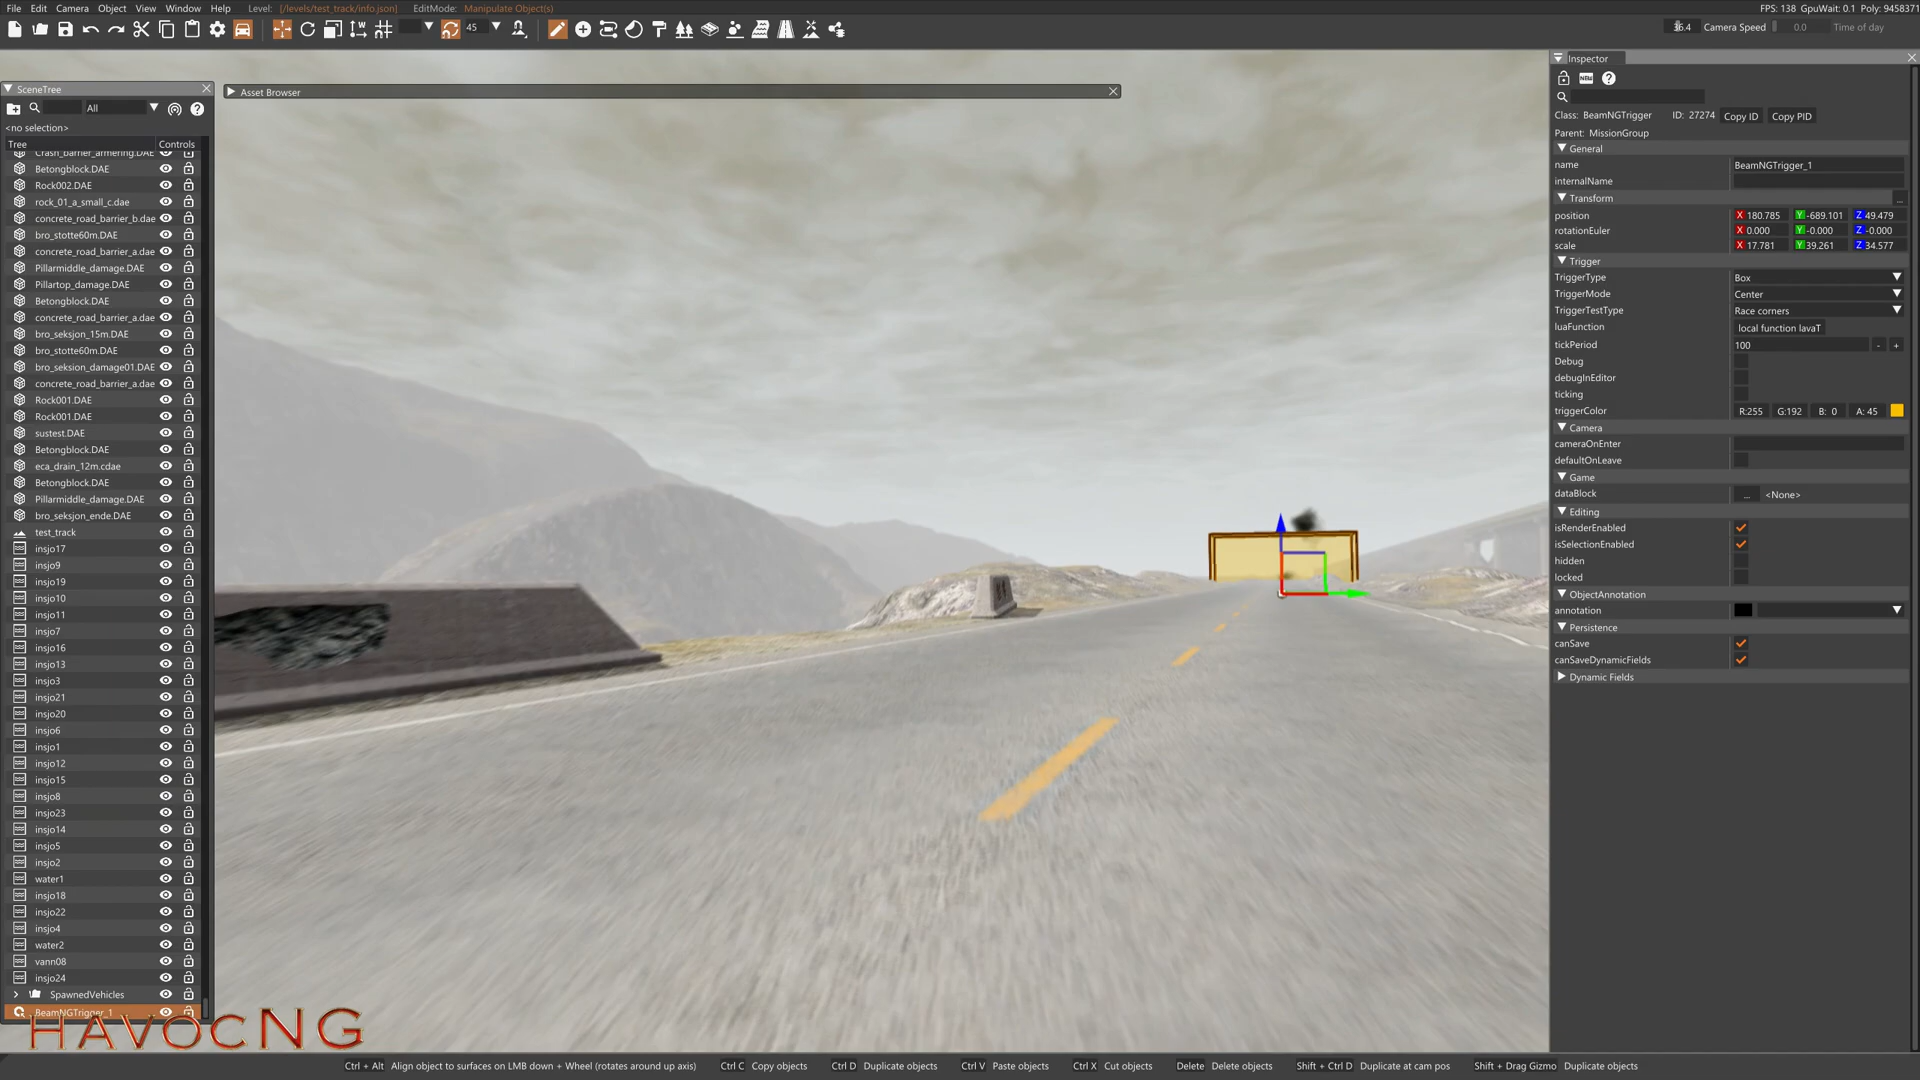 File Edit Camera Object View Window Help Level: [/levels/test_track/info.json] EditMode: Manipulate Object(s)
FPS: 138 GpuWait: 0.1 Poly: 9458371
45
36.4 Camera Speed 0.0 Time of day
SceneTree
All
<no selection>
Tree Controls
Crash_barrier_armering.DAE
Betongblock.DAE
Rock002.DAE
rock_01_a_small_c.dae
concrete_road_barrier_b.dae
bro_stotte60m.DAE
concrete_road_barrier_a.dae
Pillarmiddle_damage.DAE
Pillartop_damage.DAE
Betongblock.DAE
concrete_road_barrier_a.dae
bro_seksjon_15m.DAE
bro_stotte60m.DAE
bro_seksjon_damage01.DAE
concrete_road_barrier_a.dae
Rock001.DAE
Rock001.DAE
sustest.DAE
Betongblock.DAE
eca_drain_12m.cdae
Betongblock.DAE
Pillarmiddle_damage.DAE
bro_seksjon_ende.DAE
test_track
insjo17
insjo9
insjo19
insjo10
insjo11
insjo7
insjo16
insjo13
insjo3
insjo21
insjo20
insjo6
insjo1
insjo12
insjo15
insjo8
insjo23
insjo14
insjo5
insjo2
water1
insjo18
insjo22
insjo4
water2
vann08
insjo24
SpawnedVehicles
BeamNGTrigger_1
HAVOCNG
Asset Browser
Inspector
NEW
Class: BeamNGTrigger ID: 27274 Copy ID Copy PID
Parent: MissionGroup
General
name BeamNGTrigger_1
internalName
Transform
...
position X 180.785 Y -689.101 Z 49.479
rotationEuler X 0.000 Y -0.000 Z -0.000
scale X 17.781 Y 39.261 Z 34.577
Trigger
TriggerType Box
TriggerMode Center
TriggerTestType Race corners
luaFunction local function lavaT
tickPeriod 100 - +
Debug
debugInEditor
ticking
triggerColor R:255 G:192 B: 0 A: 45
Camera
cameraOnEnter
defaultOnLeave
Game
dataBlock ... <None>
Editing
isRenderEnabled
isSelectionEnabled
hidden
locked
ObjectAnnotation
annotation
Persistence
canSave
canSaveDynamicFields
Dynamic Fields
Ctrl + Alt Align object to surfaces on LMB down + Wheel (rotates around up axis) Ctrl C Copy objects Ctrl D Duplicate objects Ctrl V Paste objects Ctrl X Cut objects Delete Delete objects Shift + Ctrl D Duplicate at cam pos Shift + Drag Gizmo Duplicate objects